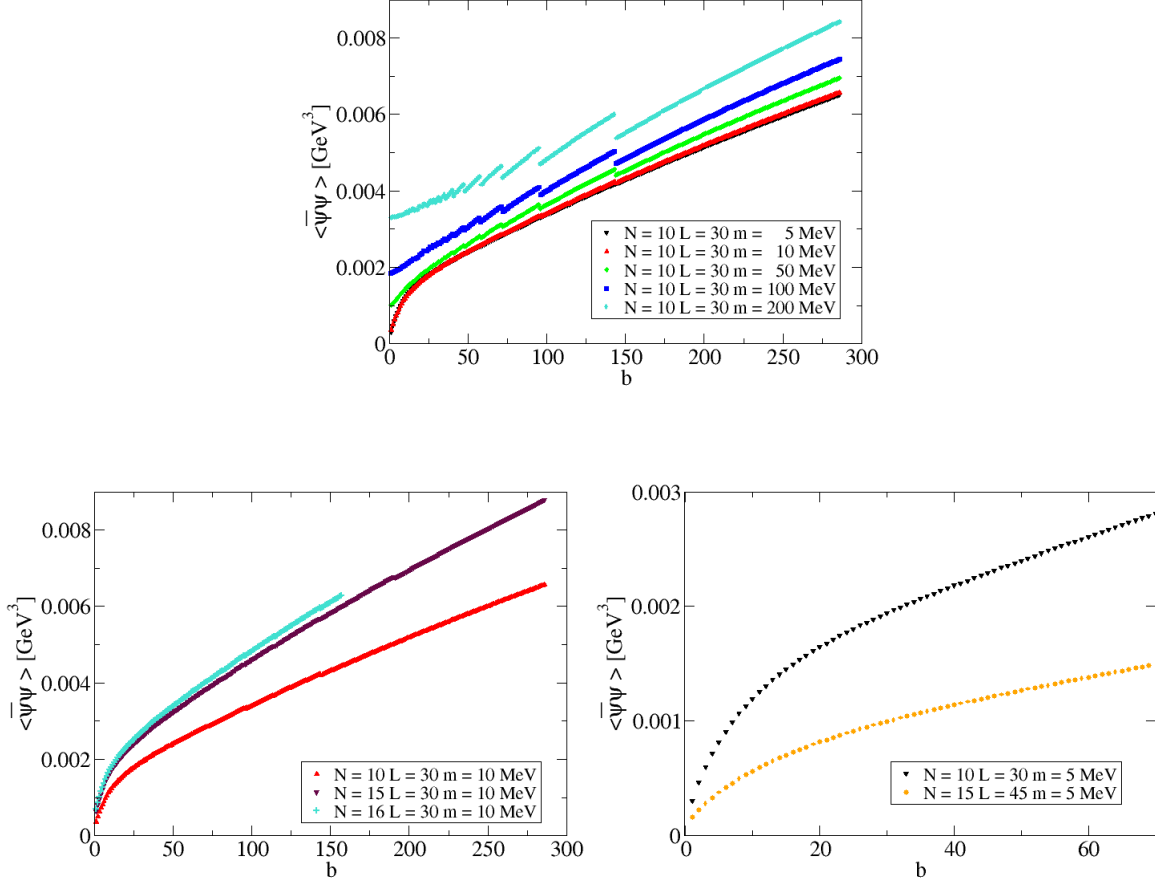 0.008
0.006
0.004
0.002
0
<ψ̅ψ > [GeV³]
N = 10 L = 30 m = 5 MeV
N = 10 L = 30 m = 10 MeV
N = 10 L = 30 m = 50 MeV
N = 10 L = 30 m = 100 MeV
N = 10 L = 30 m = 200 MeV
0 50 100 150 200 250 300
b
0.008
0.006
0.004
0.002
0
<ψ̅ψ > [GeV³]
N = 10 L = 30 m = 10 MeV
N = 15 L = 30 m = 10 MeV
N = 16 L = 30 m = 10 MeV
0 50 100 150 200 250 300
b
0.003
0.002
0.001
0
<ψ̅ψ > [GeV³]
N = 10 L = 30 m = 5 MeV
N = 15 L = 45 m = 5 MeV
0 20 40 60
b